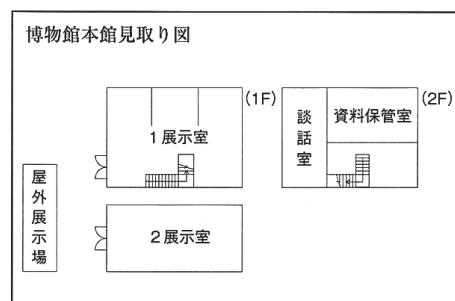 博物館本館見取り図
(1F)
(2F)
1展示室
談話室
資料保管室
屋外展示場
2展示室